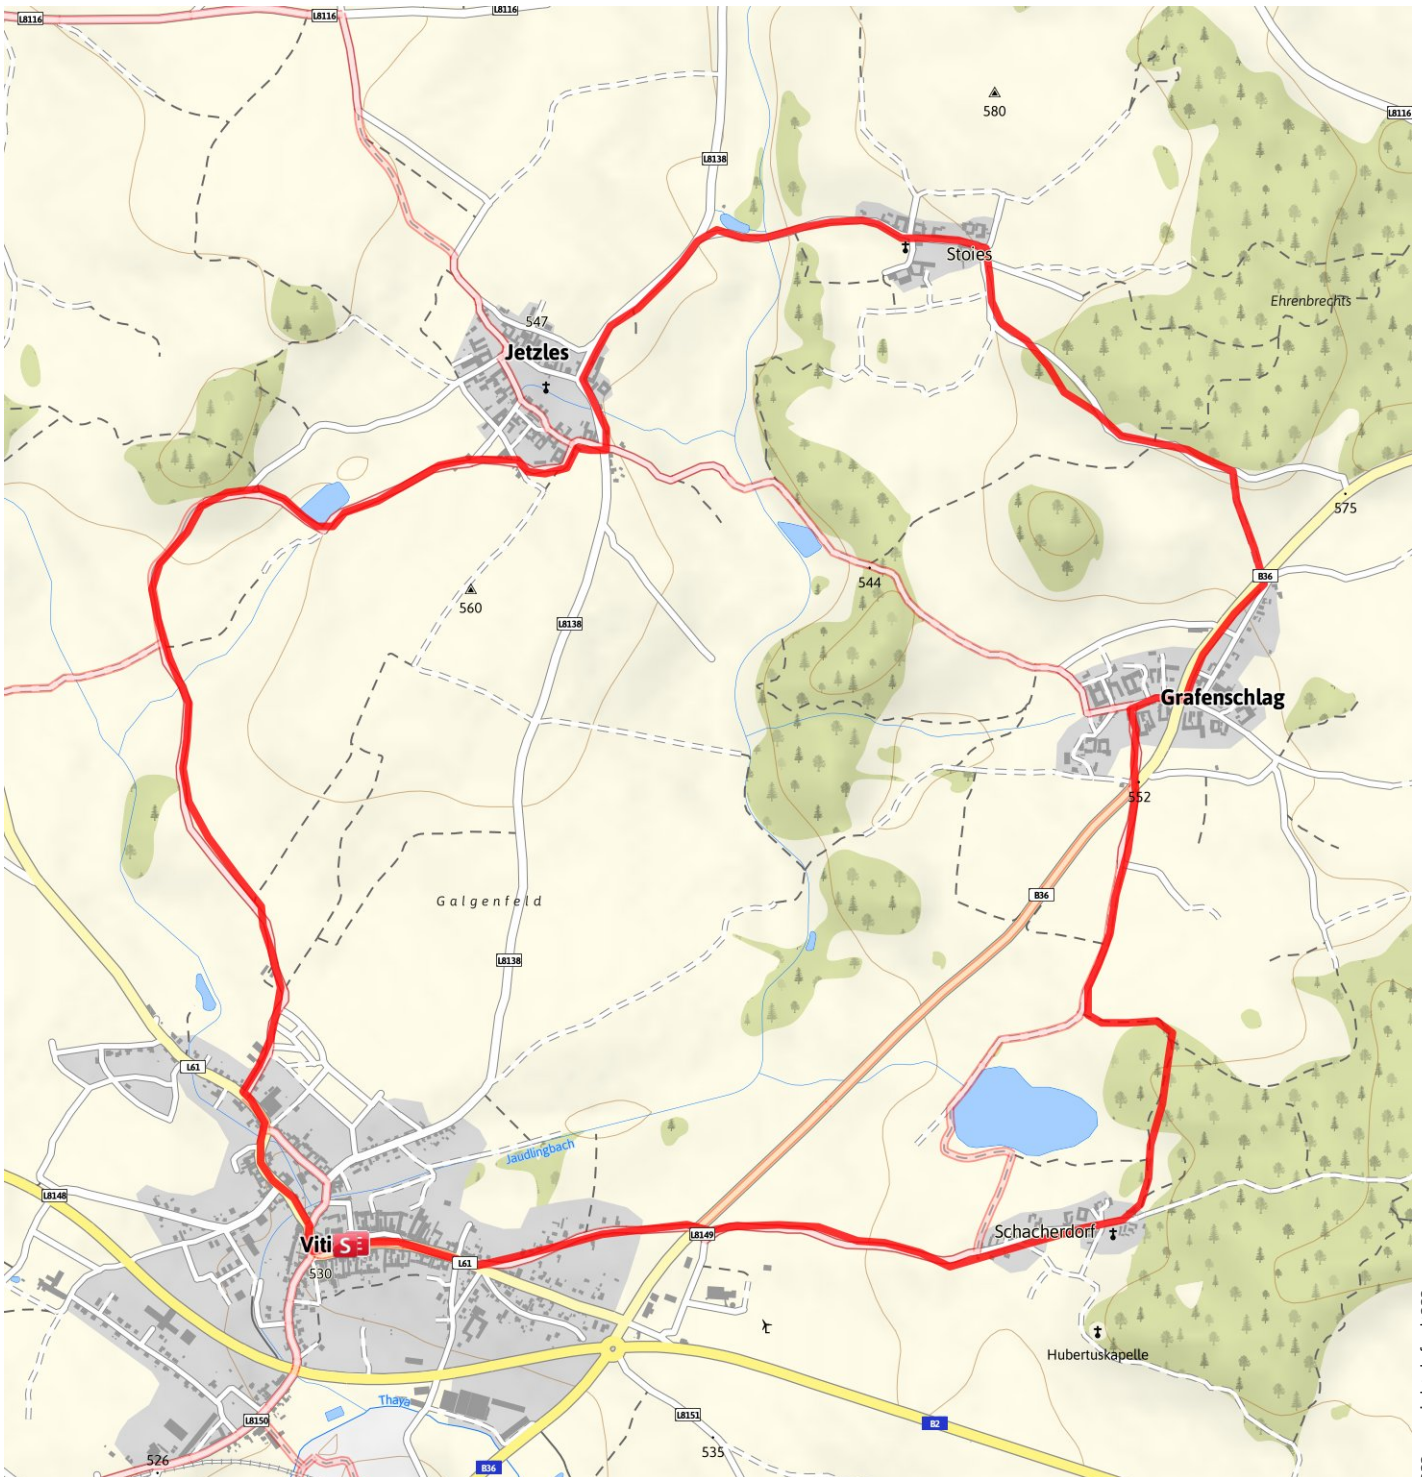 L8116
L8116
L8116
580
L8116
L8138
Stoies
Ehrenbrechts
547
Jetzles
575
B36
544
560
L8138
Grafenschlag
552
B36
Galgenfeld
L8138
L61
Jaudlingbach
L8148
L8149
Schacherdorf
Viti
S
L61
530
Hubertuskapelle
Thaya
L8150
L8151
B2
535
526
B36